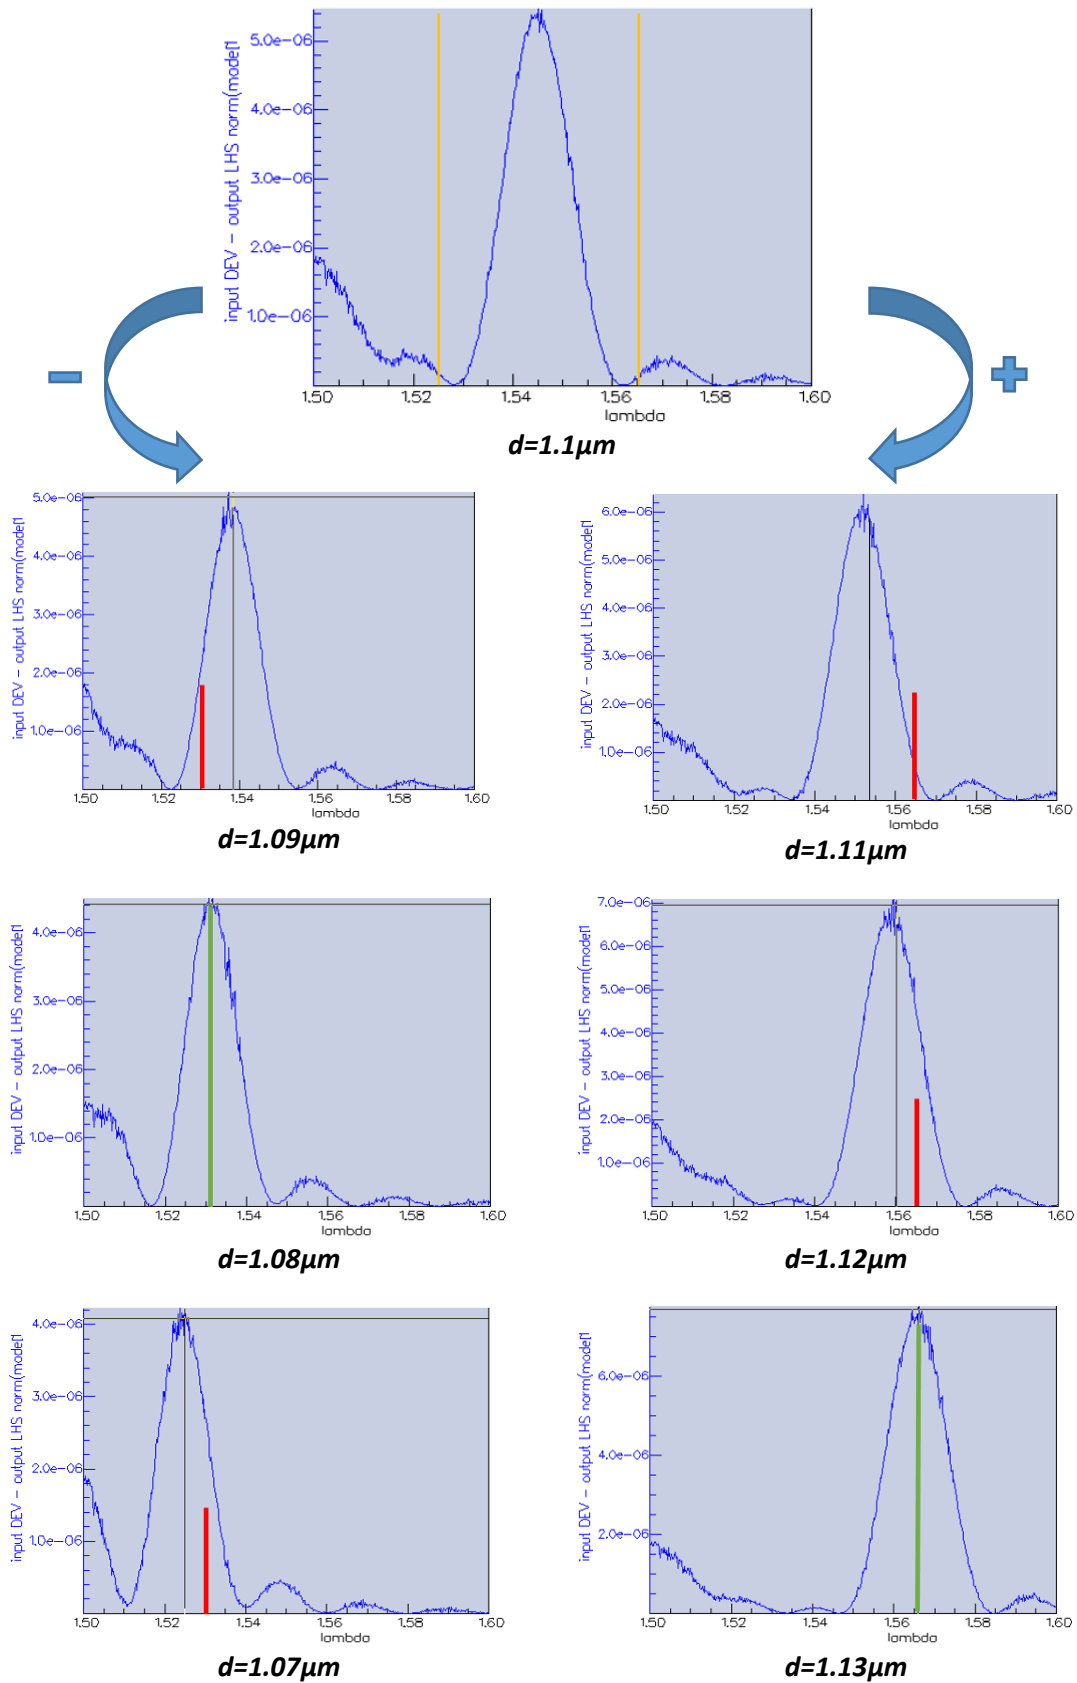 input DEV - output LHS norm(mode[1
5.0e-06
4.0e-06
3.0e-06
2.0e-06
1.0e-06
1.50 1.52 1.54 1.56 1.58 1.60
lambda
d=1.1μm
input DEV - output LHS norm(mode[1
5.0e-06
4.0e-06
3.0e-06
2.0e-06
1.0e-06
1.50 1.52 1.54 1.56 1.58 1.60
lambda
d=1.09μm
input DEV - output LHS norm(mode[1
6.0e-06
5.0e-06
4.0e-06
3.0e-06
2.0e-06
1.0e-06
1.50 1.52 1.54 1.56 1.58 1.60
lambda
d=1.11μm
input DEV - output LHS norm(mode[1
4.0e-06
3.0e-06
2.0e-06
1.0e-06
1.50 1.52 1.54 1.56 1.58 1.60
lambda
d=1.08μm
input DEV - output LHS norm(mode[1
7.0e-06
6.0e-06
5.0e-06
4.0e-06
3.0e-06
2.0e-06
1.0e-06
1.50 1.52 1.54 1.56 1.58 1.60
lambda
d=1.12μm
input DEV - output LHS norm(mode[1
4.0e-06
3.0e-06
2.0e-06
1.0e-06
1.50 1.52 1.54 1.56 1.58 1.60
lambda
d=1.07μm
input DEV - output LHS norm(mode[1
6.0e-06
4.0e-06
2.0e-06
1.50 1.52 1.54 1.56 1.58 1.60
lambda
d=1.13μm